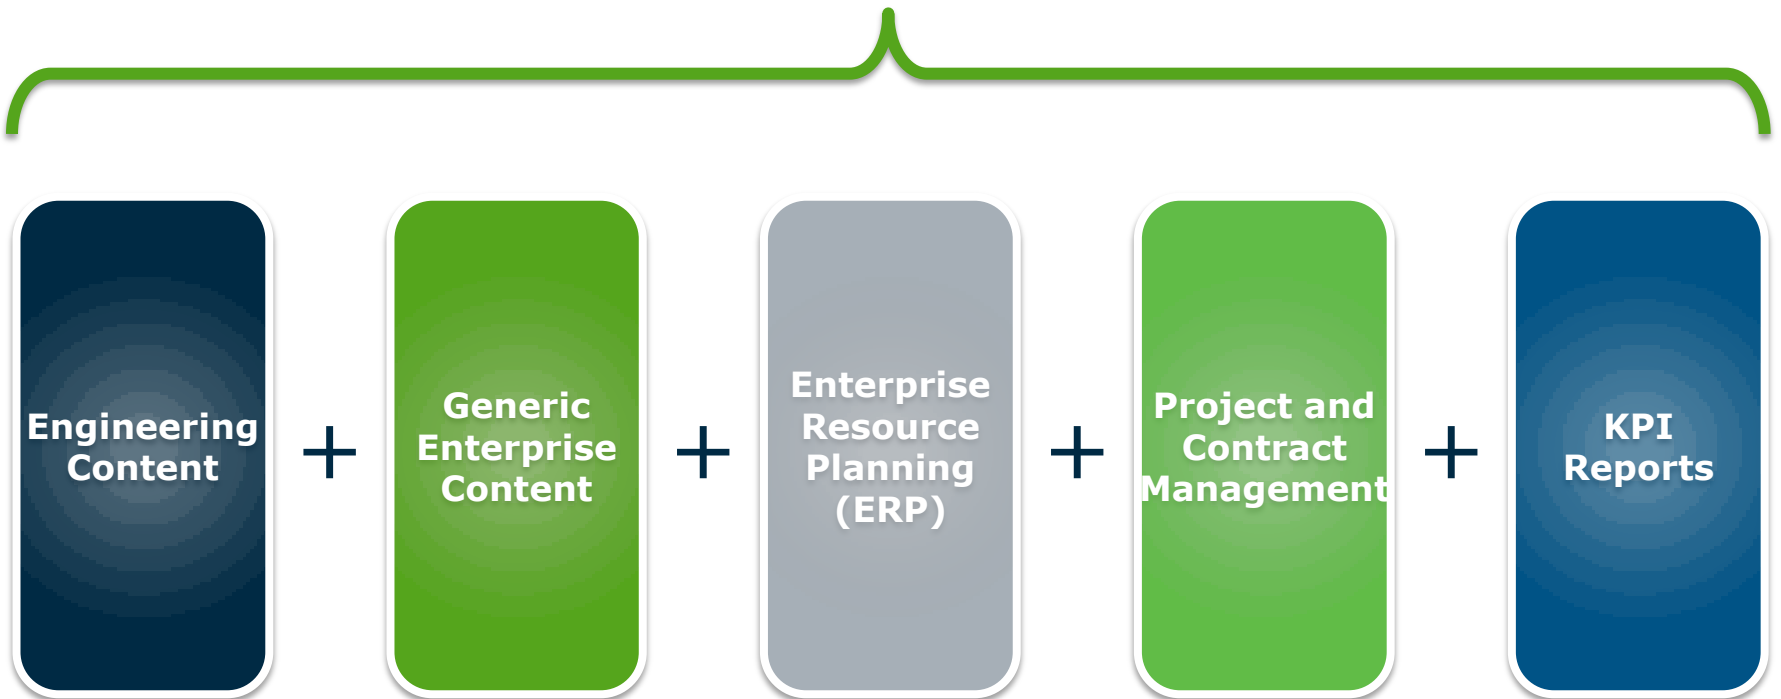 Engineering
Content
+
Generic
Enterprise
Content
+
Enterprise
Resource
Planning
(ERP)
+
Project and
Contract
Management
+
KPI
Reports